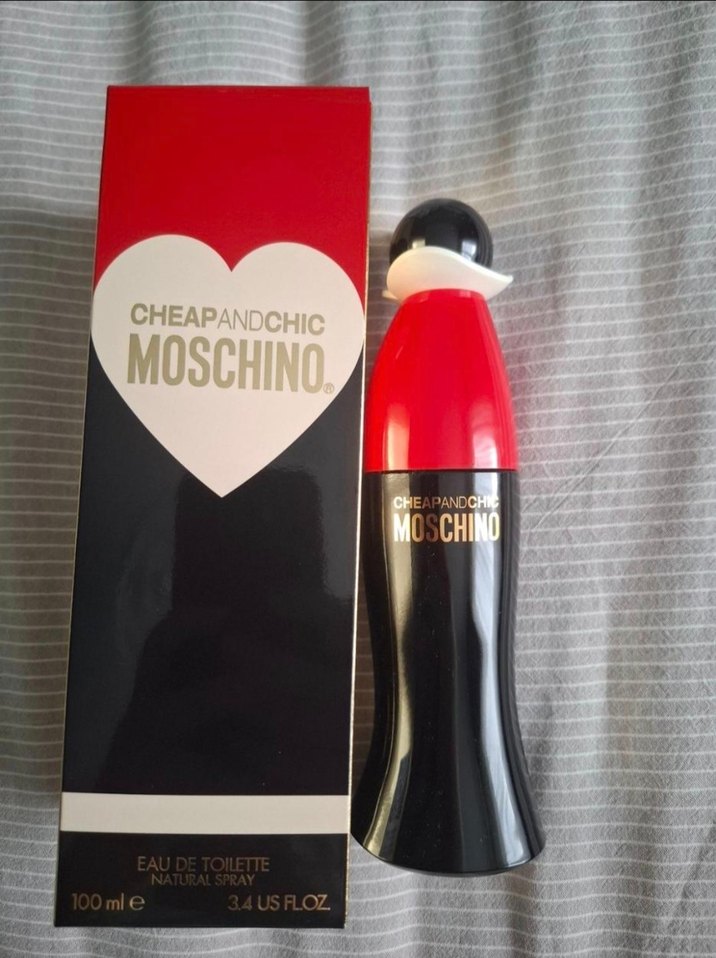 CHEAPANDCHIC
MOSCHINO®
EAU DE TOILETTE
NATURAL SPRAY
100 ml e 3.4 US FL.OZ.
CHEAPANDCHIC
MOSCHINO